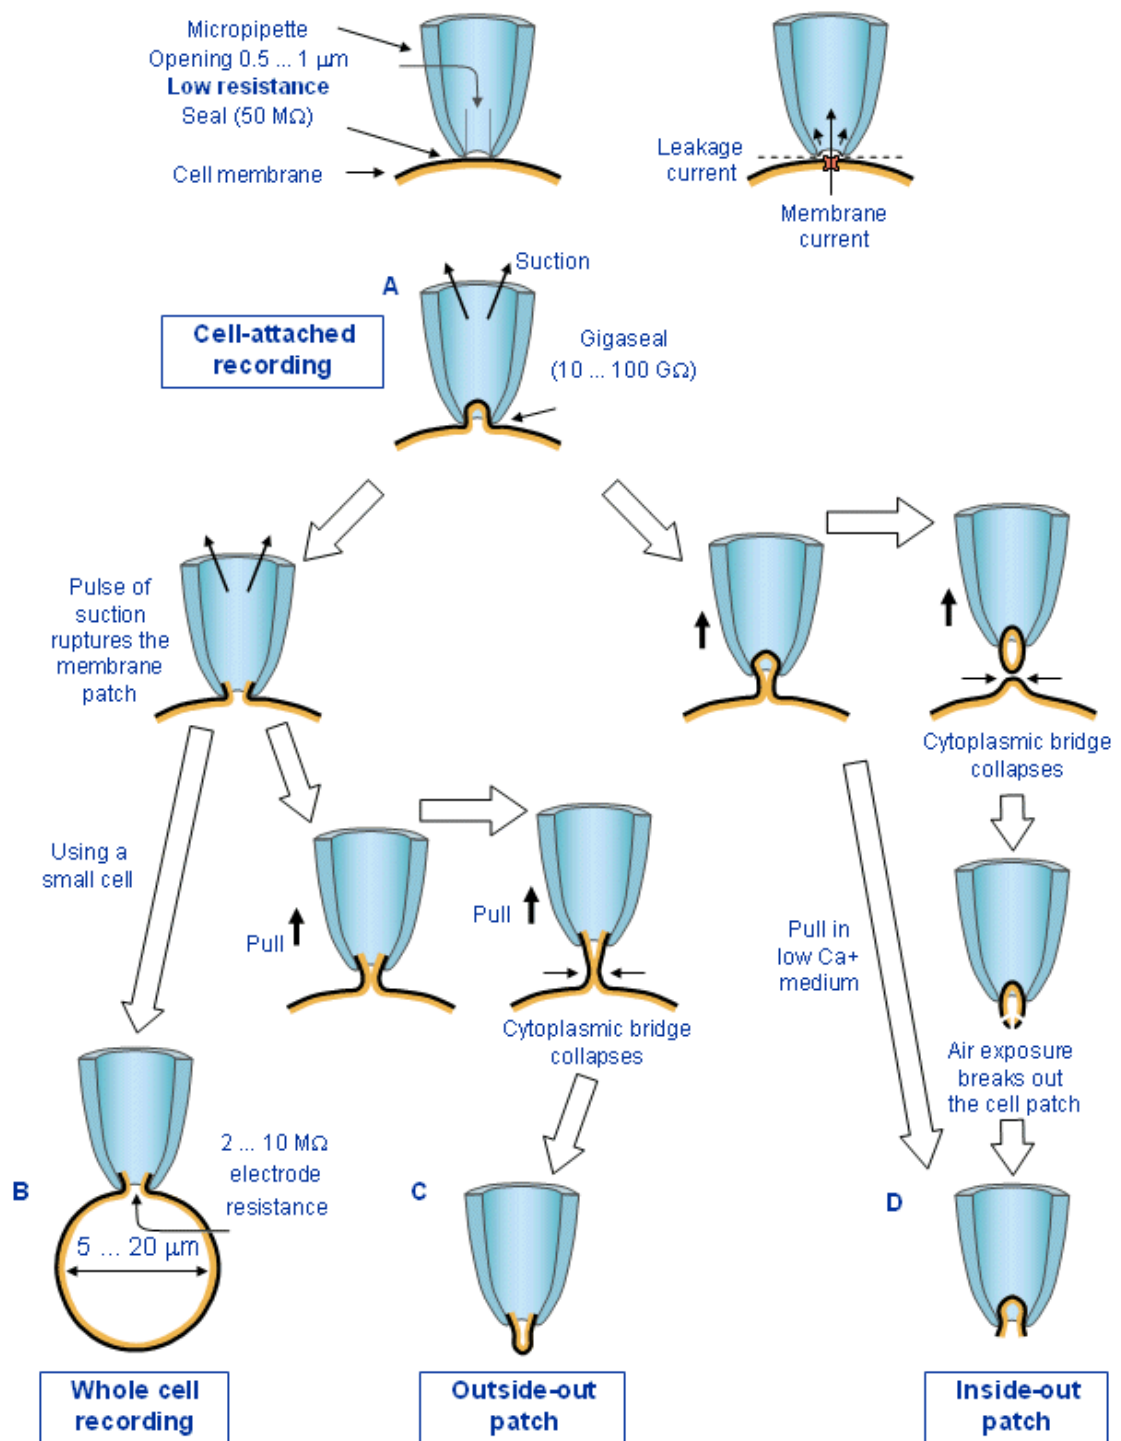 Micropipette
Opening 0.5 ... 1 μm
Low resistance
Seal (50 MΩ)
Cell membrane
Leakage
current
Membrane
current
A
Suction
Cell-attached
recording
Gigaseal
(10 ... 100 GΩ)
Pulse of
suction
ruptures the
membrane
patch
Cytoplasmic bridge
collapses
Using a
small cell
Pull
Pull
Cytoplasmic bridge
collapses
Pull in
low Ca+
medium
Air exposure
breaks out
the cell patch
2 ... 10 MΩ
electrode
resistance
B
5 ... 20 μm
C
D
Whole cell
recording
Outside-out
patch
Inside-out
patch